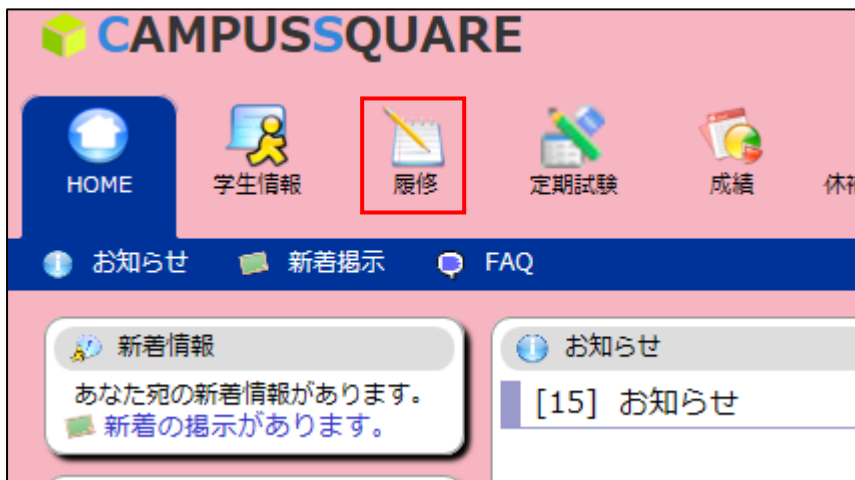 CAMPUSSQUARE
HOME 学生情報 履修 定期試験 成績
お知らせ 新着掲示 FAQ
新着情報
あなた宛の新着情報があります。
新着の掲示があります。
お知らせ
[15] お知らせ